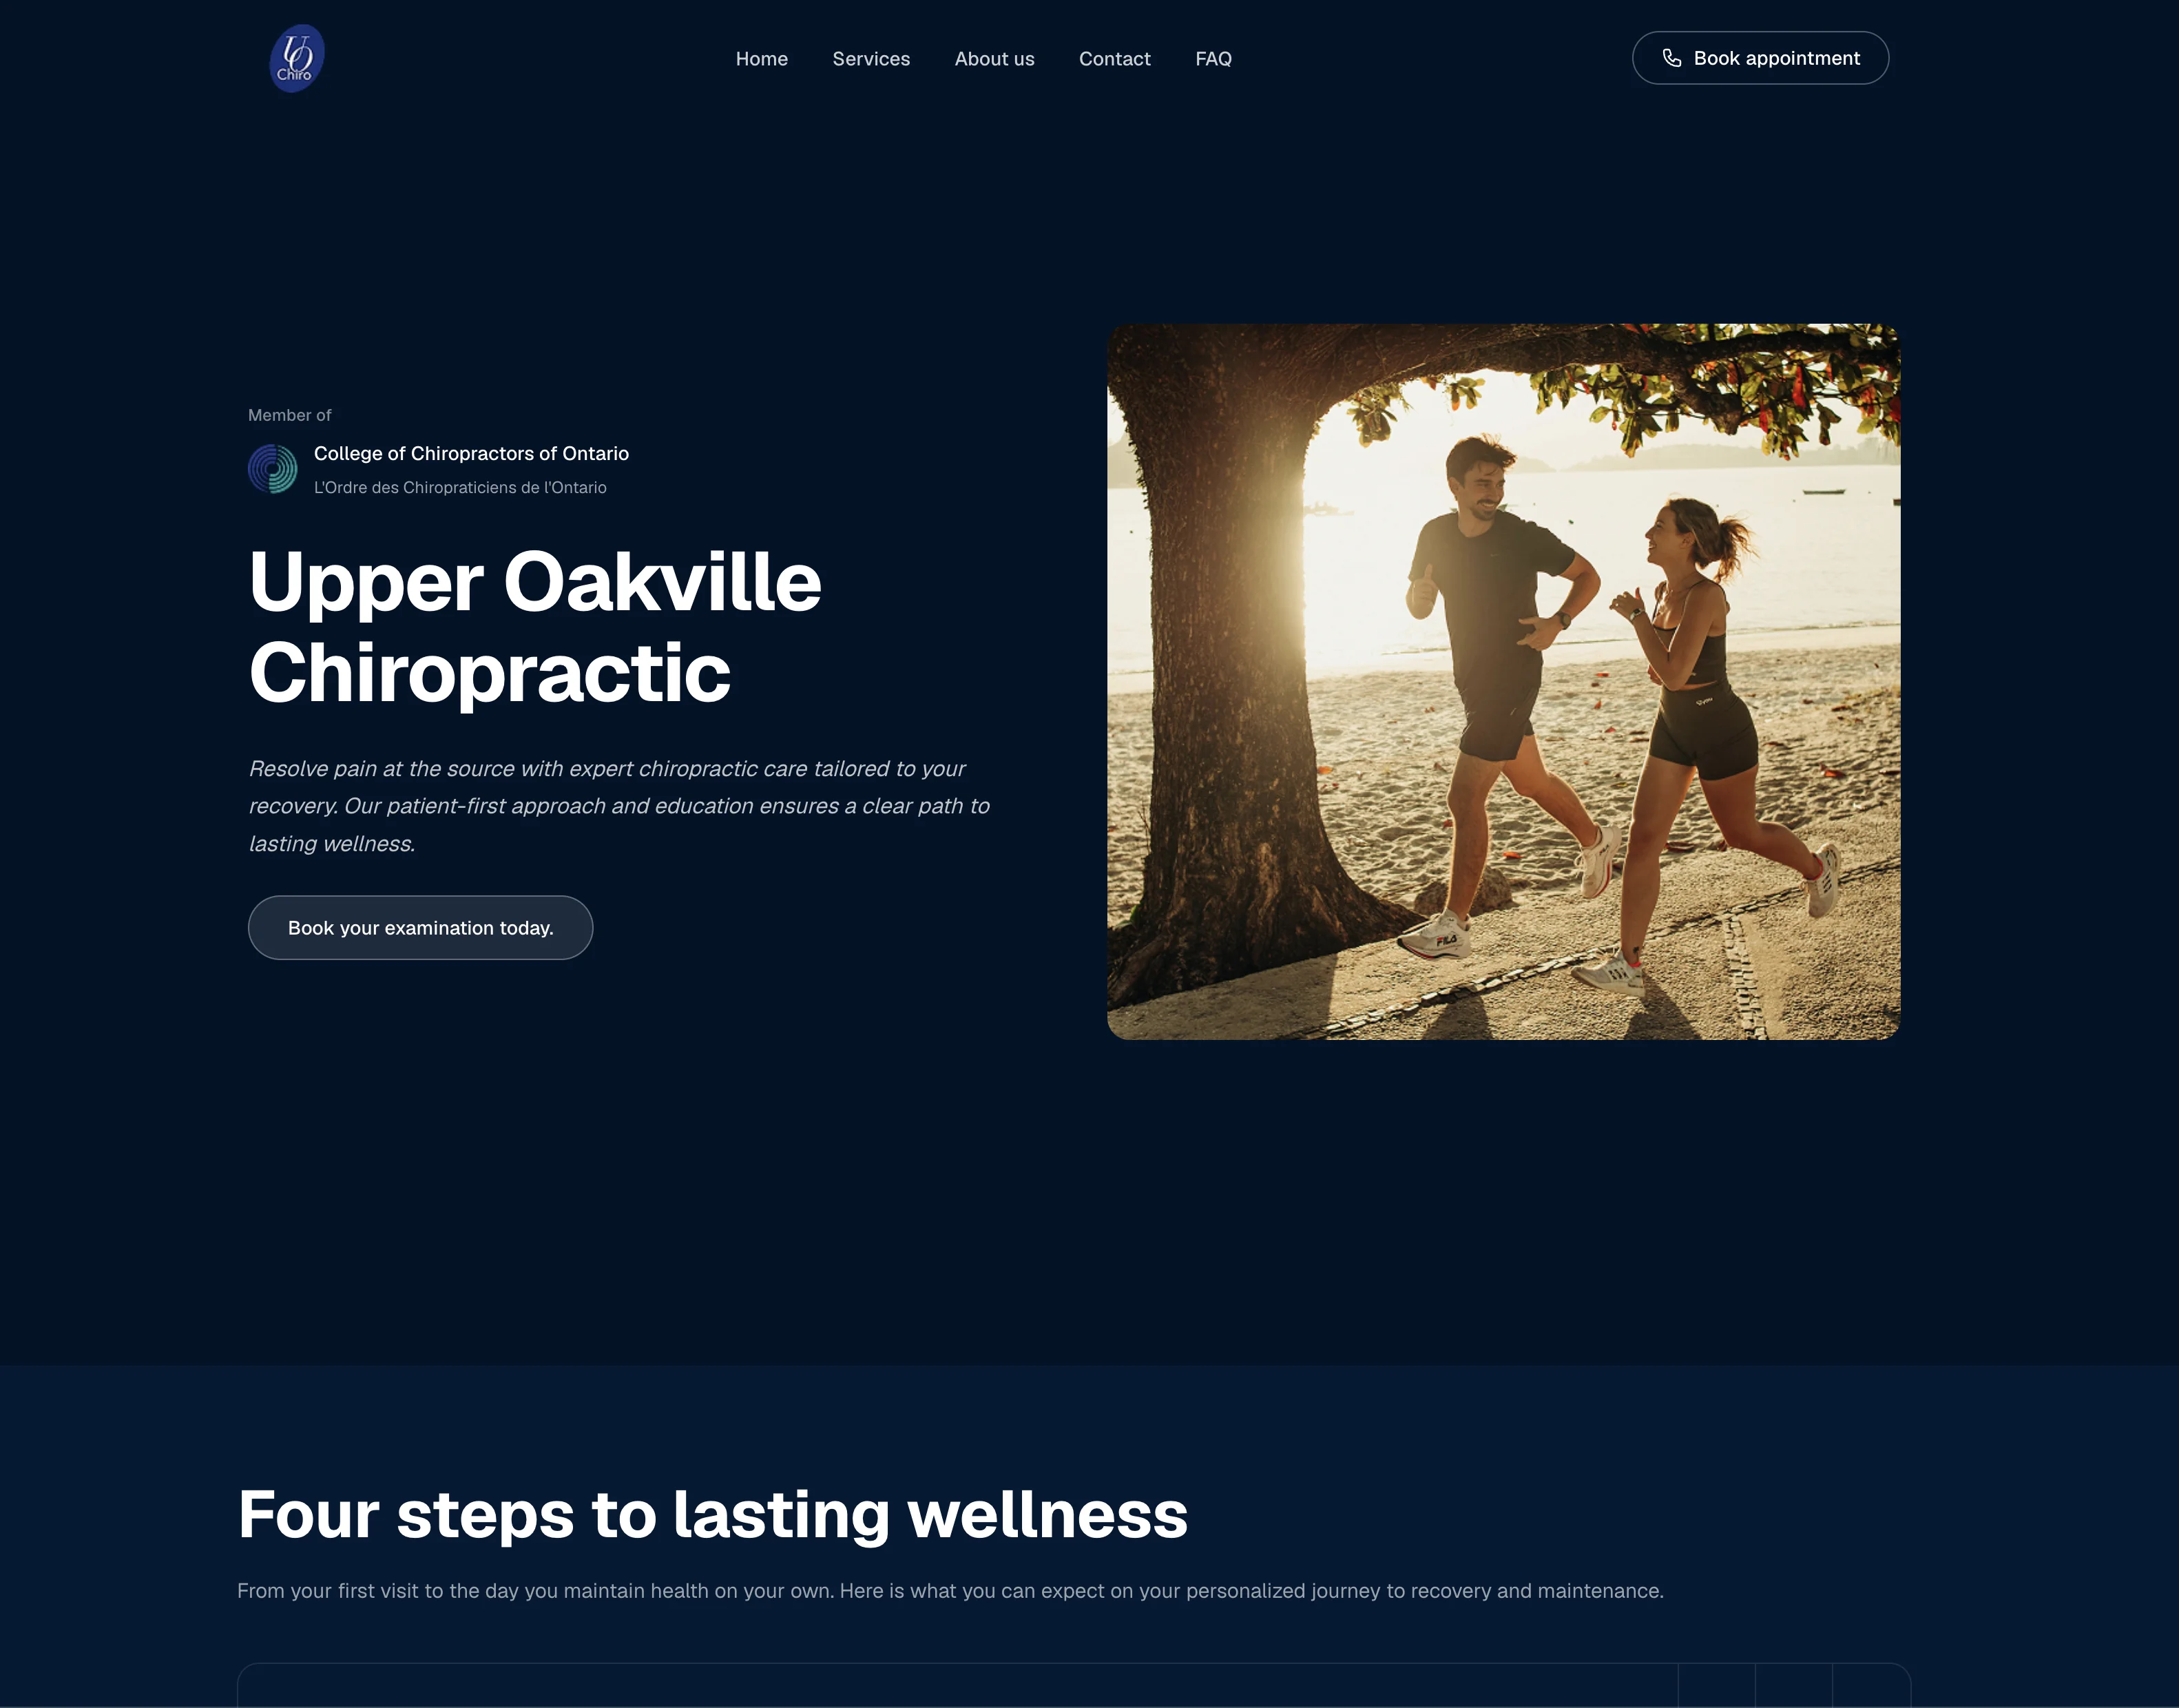 UO
Chiro
Home
Services
About us
Contact
FAQ
Book appointment
Member of
College of Chiropractors of Ontario
L'Ordre des Chiropraticiens de l'Ontario
Upper Oakville
Chiropractic
Resolve pain at the source with expert chiropractic care tailored to your
recovery. Our patient-first approach and education ensures a clear path to
lasting wellness.
Book your examination today.
FILA
Four steps to lasting wellness
From your first visit to the day you maintain health on your own. Here is what you can expect on your personalized journey to recovery and maintenance.